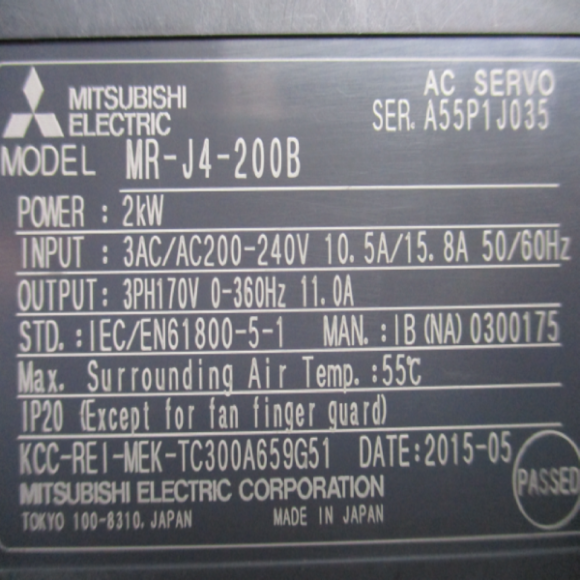 MITSUBISHI
ELECTRIC
AC SERVO
SER. A55P1J035
MODEL MR-J4-200B
POWER : 2kW
INPUT : 3AC/AC200-240V 10.5A/15.8A 50/60Hz
OUTPUT: 3PH170V 0-360Hz 11.0A
STD. : IEC/EN61800-5-1 MAN. : IB(NA)0300175
Max. Surrounding Air Temp. :55℃
IP20 (Except for fan finger guard)
KCC-REI-MEK-TC300A659G51 DATE:2015-05
MITSUBISHI ELECTRIC CORPORATION
TOKYO 100-8310, JAPAN MADE IN JAPAN
PASSED